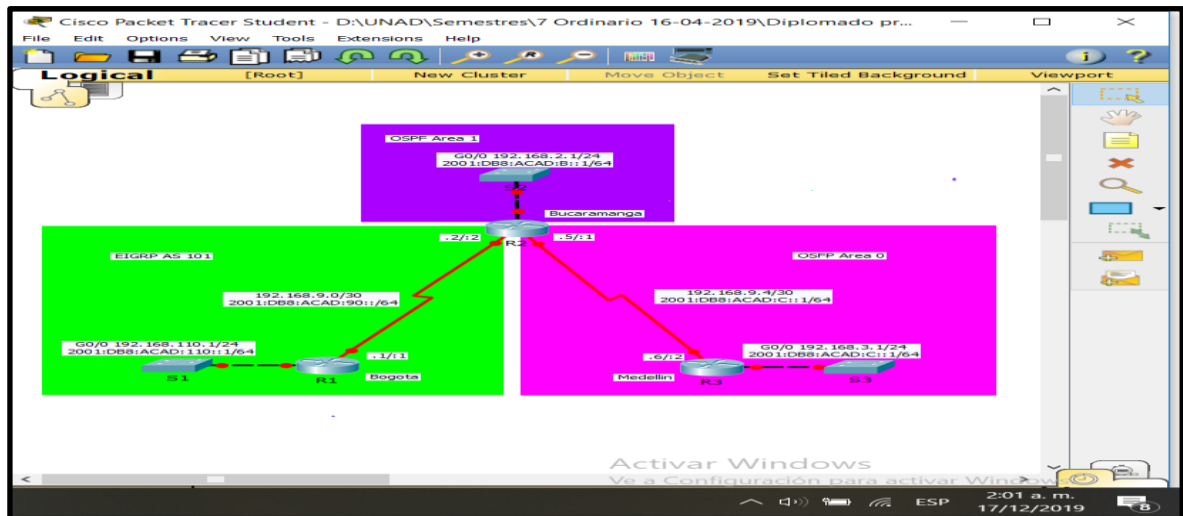 Cisco Packet Tracer Student - D:\UNAD\Semestres\7 Ordinario 16-04-2019\Diplomado pr...
File Edit Options View Tools Extensions Help
Logical [Root] New Cluster Move Object Set Tiled Background Viewport
OSPF Area 1
G0/0 192.168.2.1/24
2001:DB8:ACAD:B::1/64
S2
Bucaramanga
.2/:2
R2
.5/:1
EIGRP AS 101
OSFP Area 0
192.168.9.0/30
2001:DB8:ACAD:90::/64
192.168.9.4/30
2001:DB8:ACAD:C::1/64
G0/0 192.168.110.1/24
2001:DB8:ACAD:110::1/64
.1/:1
S1
R1
Bogota
.6/:2
G0/0 192.168.3.1/24
2001:DB8:ACAD:C::1/64
Medellin
R3
S3
Activar Windows
Ve a Configuración para activar Windows
ESP
2:01 a. m.
17/12/2019
8